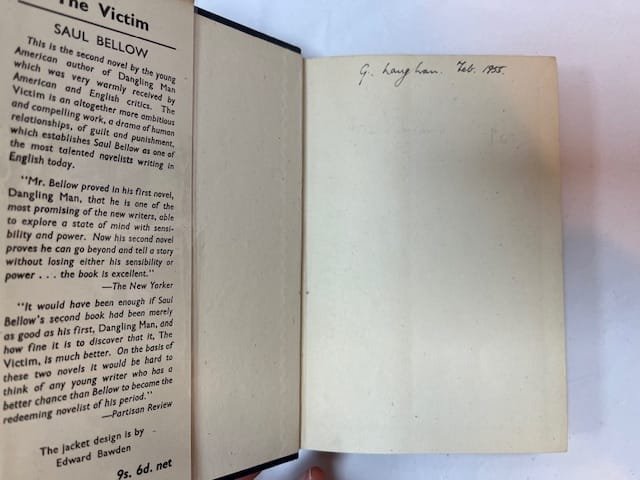 The Victim
SAUL BELLOW
This is the second novel by the young
American author of Dangling Man
which was very warmly received by
American and English critics. The
Victim is an altogether more ambitious
and compelling work, a drama of human
relationships, of guilt and punishment,
which establishes Saul Bellow as one of
the most talented novelists writing in
English today.
"Mr. Bellow proved in his first novel,
Dangling Man, that he is one of the
most promising of the new writers, able
to explore a state of mind with sensi-
bility and power. Now his second novel
proves he can go beyond and tell a story
without losing either his sensibility or
power . . . the book is excellent."
—The New Yorker
"It would have been enough if Saul
Bellow's second book had been merely
as good as his first, Dangling Man, and
how fine it is to discover that it, The
Victim, is much better. On the basis of
these two novels it would be hard to
think of any young writer who has a
better chance than Bellow to become the
redeeming novelist of his period."
—Partisan Review
The jacket design is by
Edward Bawden
9s. 6d. net
G. Feb. 1955.